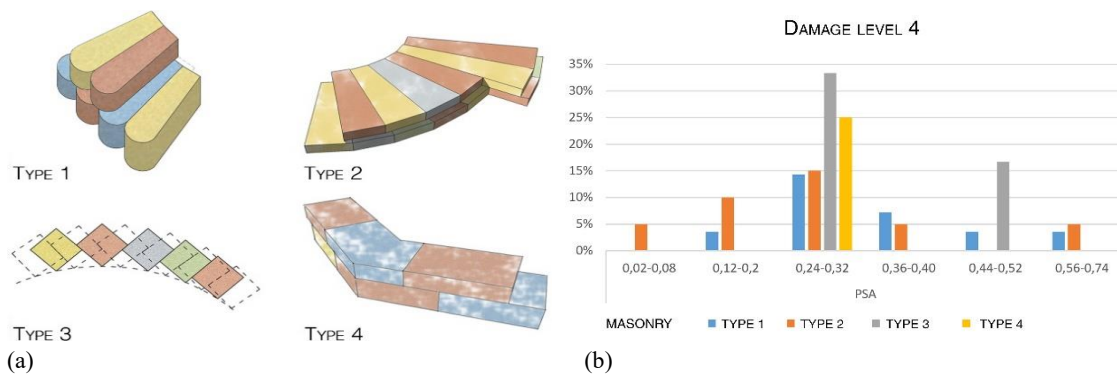 TYPE 1
TYPE 2
TYPE 3
TYPE 4
(a)
DAMAGE LEVEL 4
35%
30%
25%
20%
15%
10%
5%
0%
0,02-0,08 0,12-0,2 0,24-0,32 0,36-0,40 0,44-0,52 0,56-0,74
PSA
MASONRY TYPE 1 TYPE 2 TYPE 3 TYPE 4
(b)